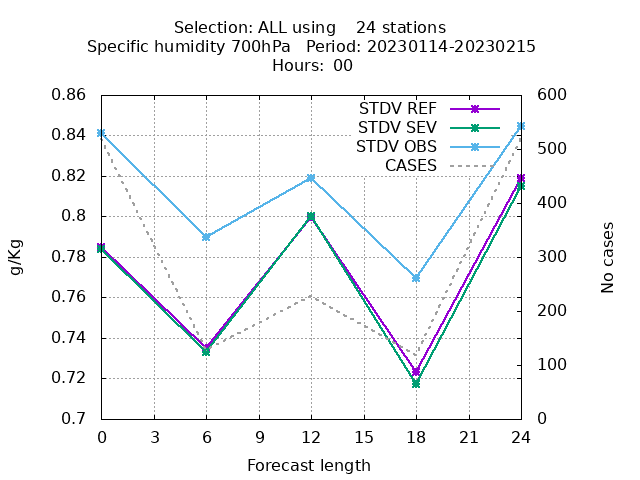 Selection: ALL using    24 stations
Specific humidity 700hPa   Period: 20230114-20230215
Hours:  00
STDV REF
STDV SEV
STDV OBS
CASES
g/Kg
0.86
0.84
0.82
0.8
0.78
0.76
0.74
0.72
0.7
600
500
400
300
200
100
0
No cases
0 3 6 9 12 15 18 21 24
Forecast length